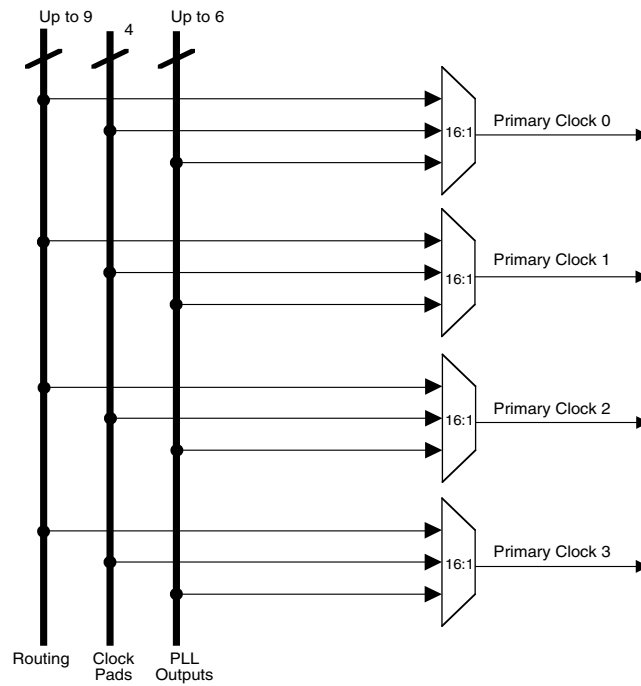 Up to 9
4
Up to 6
16:1
Primary Clock 0
16:1
Primary Clock 1
16:1
Primary Clock 2
16:1
Primary Clock 3
Routing
Clock
Pads
PLL
Outputs